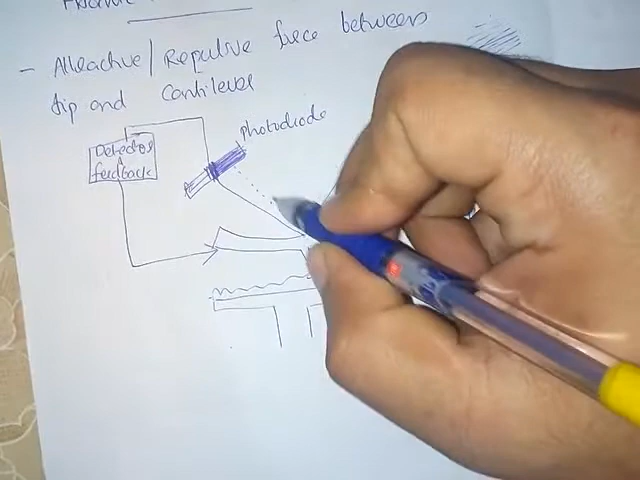 - Attractive / Repulsive force between
tip and Cantilever
photodiode
Detector
feedback